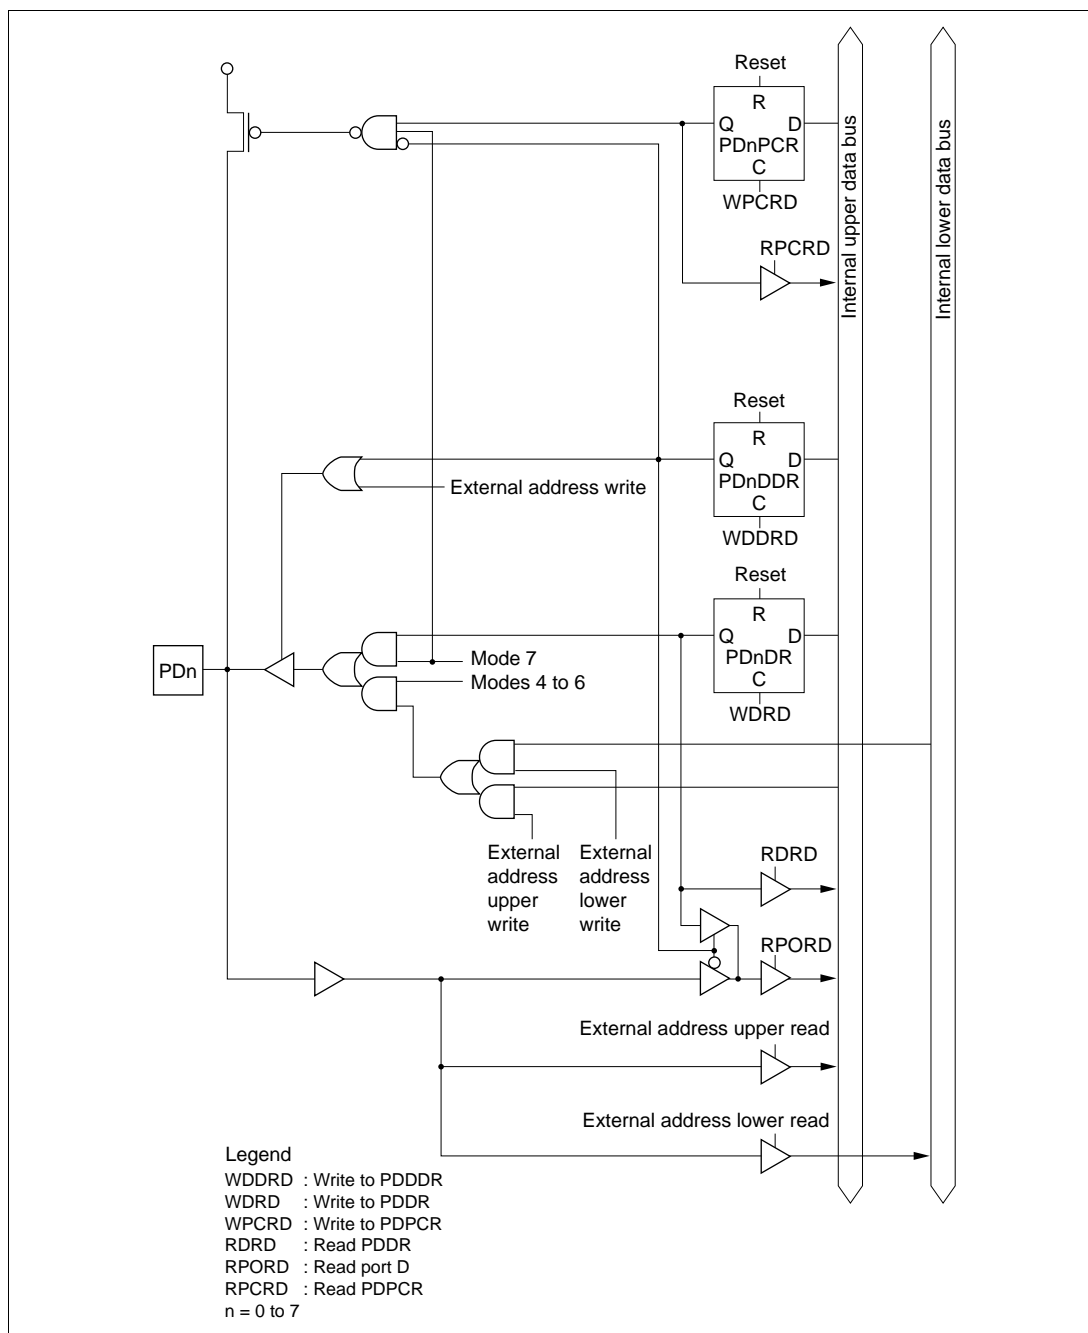 Reset
R
Q D
PDnPCR
C
WPCRD
RPCRD
Internal upper data bus
Internal lower data bus
Reset
R
Q D
PDnDDR
C
WDDRD
External address write
Reset
R
Q D
PDnDR
C
WDRD
PDn
Mode 7
Modes 4 to 6
External
address
upper
write
External
address
lower
write
RDRD
RPORD
External address upper read
External address lower read
Legend
WDDRD : Write to PDDDR
WDRD : Write to PDDR
WPCRD : Write to PDPCR
RDRD : Read PDDR
RPORD : Read port D
RPCRD : Read PDPCR
n = 0 to 7